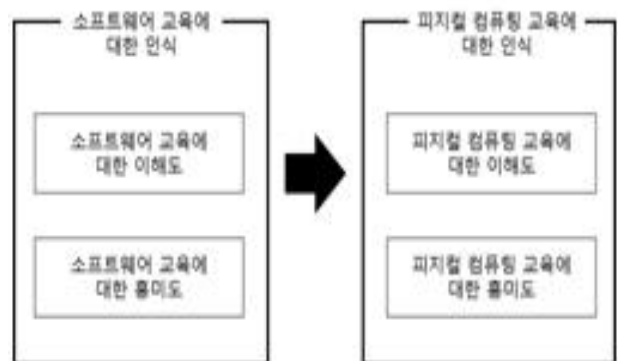 소프트웨어 교육에
대한 인식
소프트웨어 교육에
대한 이해도
소프트웨어 교육에
대한 흥미도
피지컬 컴퓨팅 교육에
대한 인식
피지컬 컴퓨팅 교육에
대한 이해도
피지컬 컴퓨팅 교육에
대한 흥미도